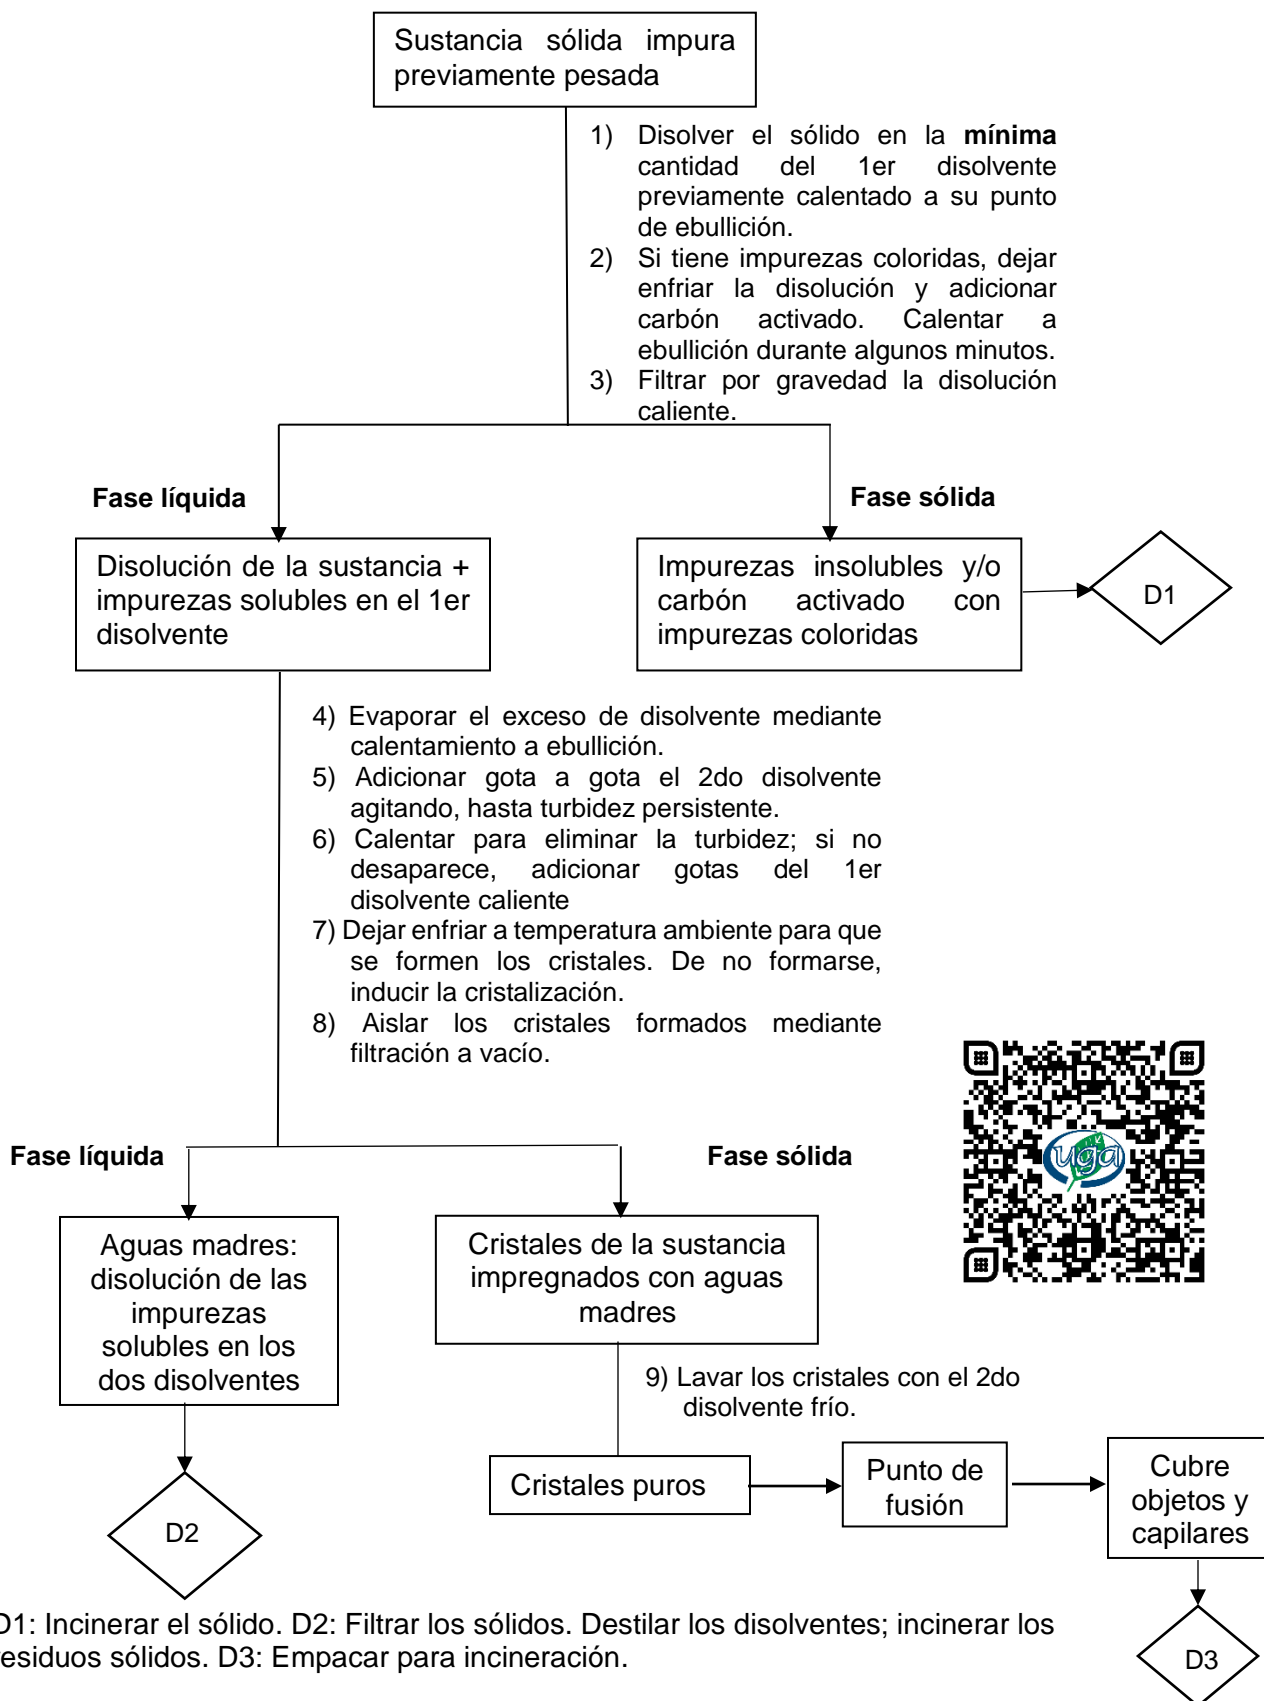 Sustancia sólida impura
previamente pesada
1) Disolver el sólido en la mínima
cantidad del 1er disolvente
previamente calentado a su punto
de ebullición.
2) Si tiene impurezas coloridas, dejar
enfriar la disolución y adicionar
carbón activado. Calentar a
ebullición durante algunos minutos.
3) Filtrar por gravedad la disolución
caliente.
Fase líquida
Fase sólida
Disolución de la sustancia +
impurezas solubles en el 1er
disolvente
Impurezas insolubles y/o
carbón activado con
impurezas coloridas
D1
4) Evaporar el exceso de disolvente mediante
calentamiento a ebullición.
5) Adicionar gota a gota el 2do disolvente
agitando, hasta turbidez persistente.
6) Calentar para eliminar la turbidez; si no
desaparece, adicionar gotas del 1er
disolvente caliente
7) Dejar enfriar a temperatura ambiente para que
se formen los cristales. De no formarse,
inducir la cristalización.
8) Aislar los cristales formados mediante
filtración a vacío.
uga
Fase líquida
Fase sólida
Aguas madres:
disolución de las
impurezas
solubles en los
dos disolventes
Cristales de la sustancia
impregnados con aguas
madres
9) Lavar los cristales con el 2do
disolvente frío.
Cristales puros
Punto de
fusión
Cubre
objetos y
capilares
D2
D3
D1: Incinerar el sólido. D2: Filtrar los sólidos. Destilar los disolventes; incinerar los
residuos sólidos. D3: Empacar para incineración.